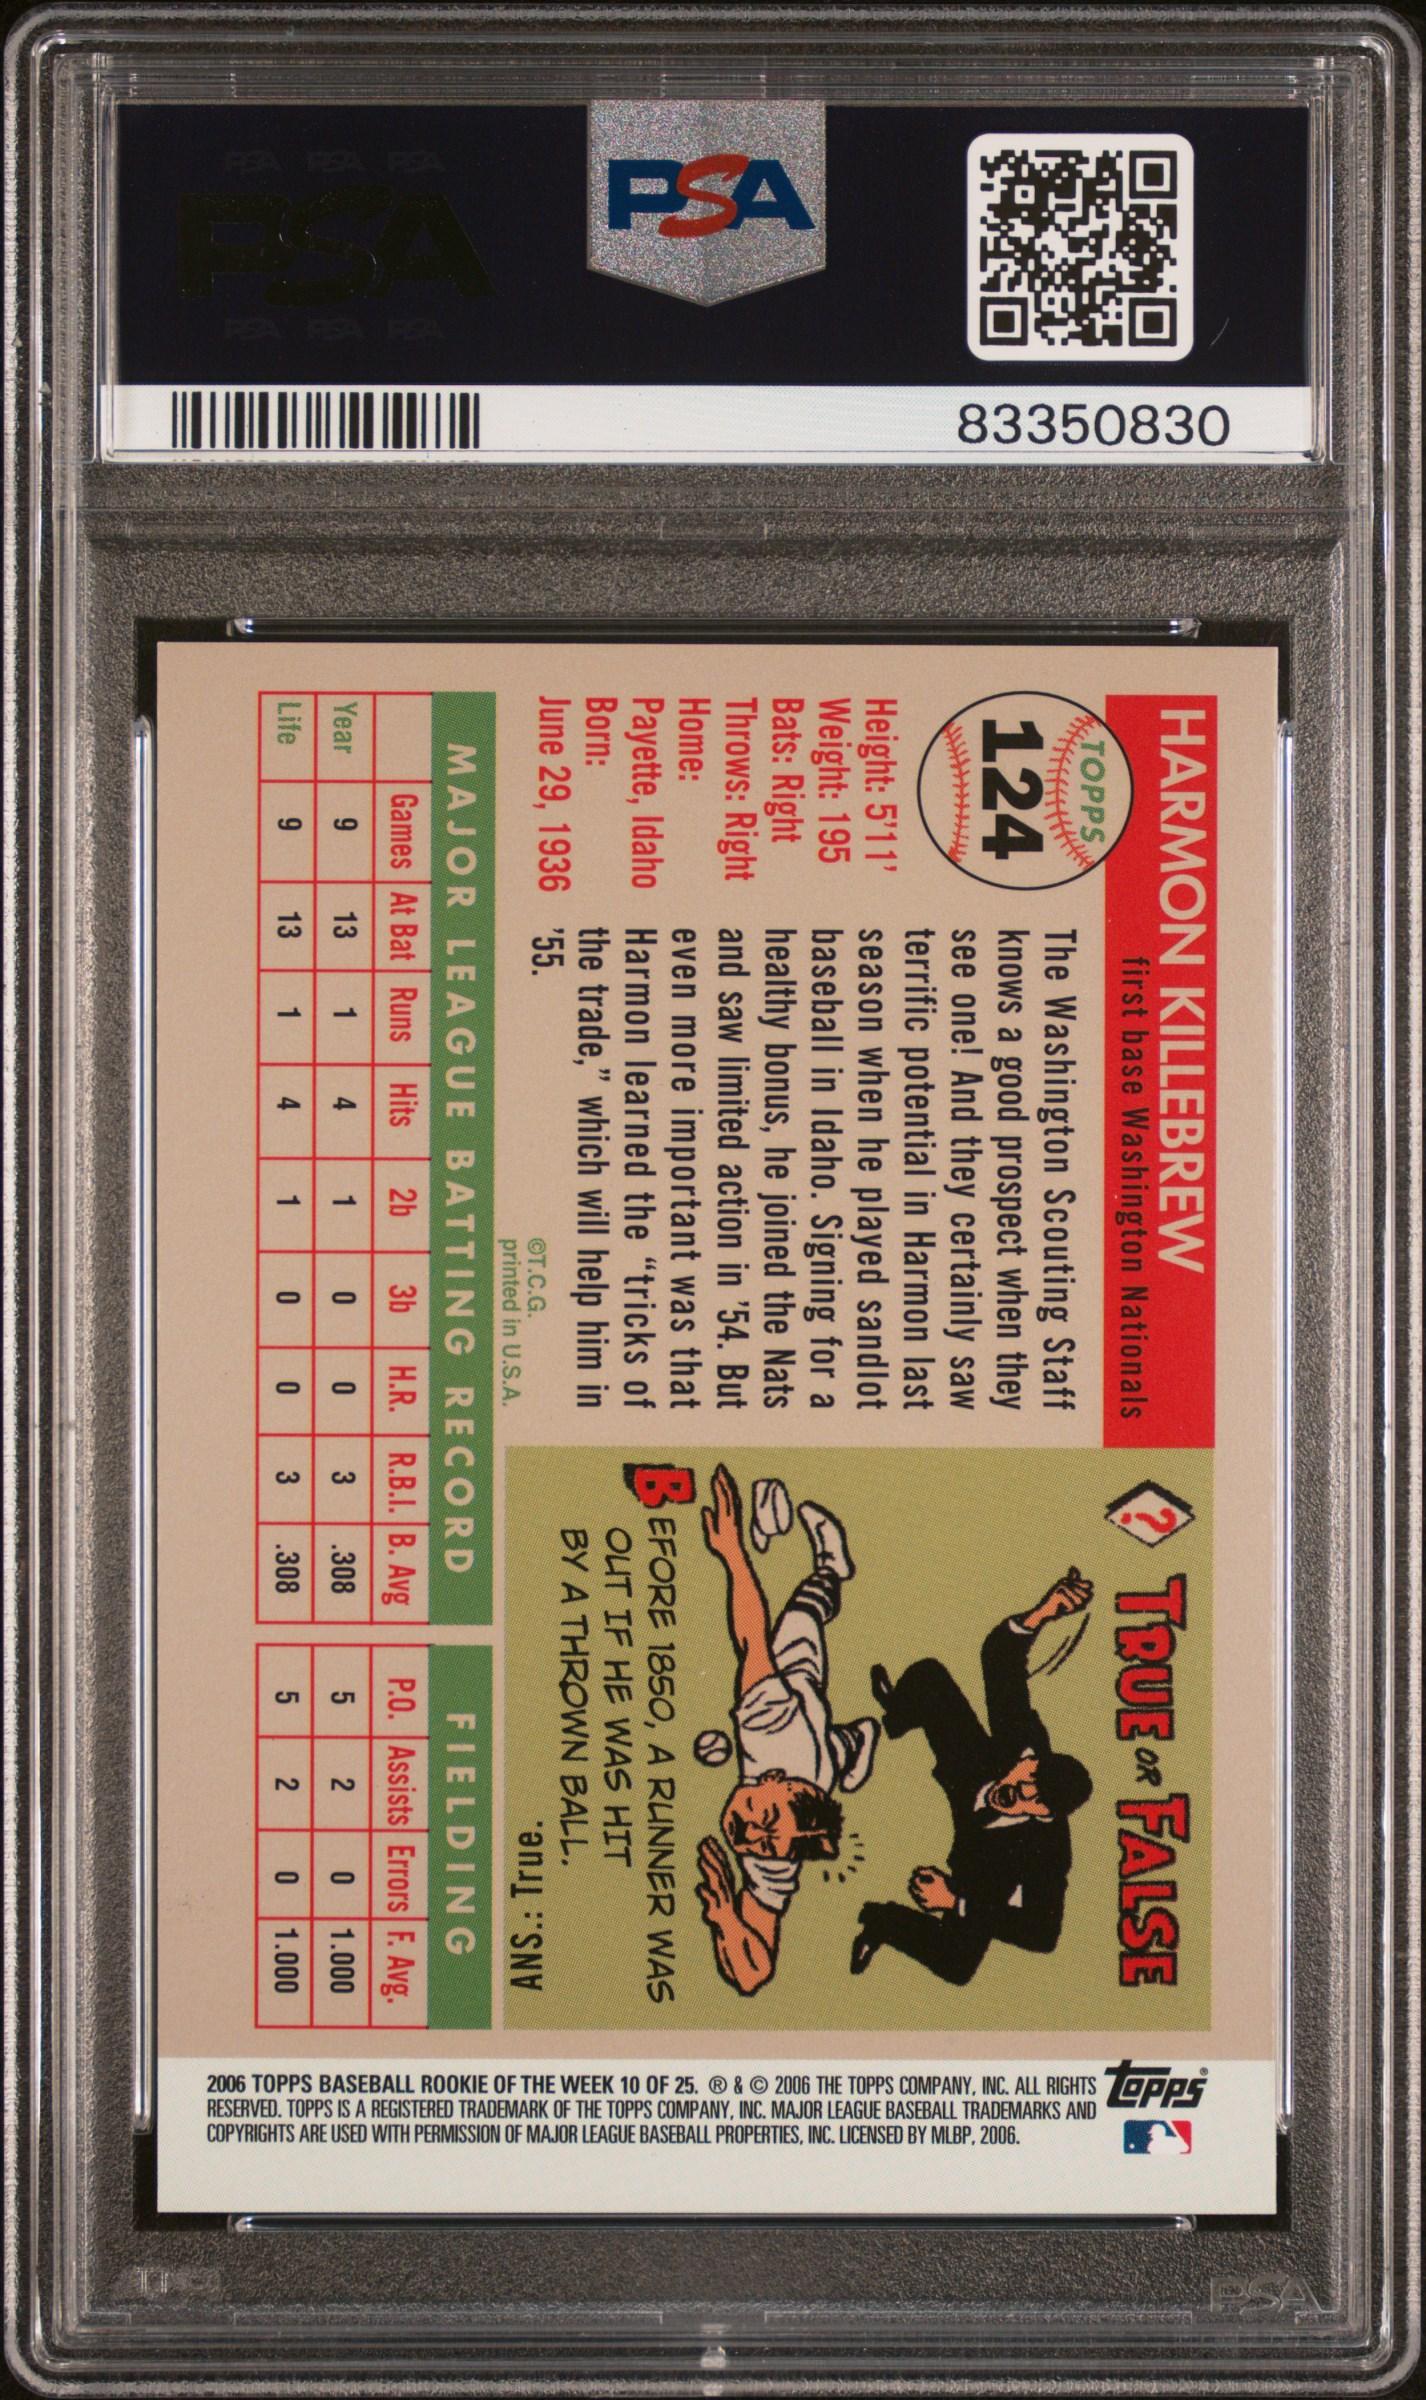 PSA PSA PSA
PSA
PSA PSA PSA
PSA
83350830
HARMON KILLEBREW
first base Washington Nationals
TOPPS
124
Height: 5'11'
Weight: 195
Bats: Right
Throws: Right
Home:
Payette, Idaho
Born:
June 29, 1936
The Washington Scouting Staff
knows a good prospect when they
see one! And they certainly saw
terrific potential in Harmon last
season when he played sandlot
baseball in Idaho. Signing for a
healthy bonus, he joined the Nats
and saw limited action in '54. But
even more important was that
Harmon learned the “tricks of
the trade,” which will help him in
'55.
©T.C.G.
printed in U.S.A.
? TRUE OR FALSE
BEFORE 1850, A RUNNER WAS
OUT IF HE WAS HIT
BY A THROWN BALL.
ANS: True.
MAJOR LEAGUE BATTING RECORD FIELDING
Games At Bat Runs Hits 2b 3b H.R. R.B.I. B. Avg P.O. Assists Errors F. Avg.
Year 9 13 1 4 1 0 0 3 .308 5 2 0 1.000
Life 9 13 1 4 1 0 0 3 .308 5 2 0 1.000
topps®
2006 TOPPS BASEBALL ROOKIE OF THE WEEK 10 OF 25. ® & © 2006 THE TOPPS COMPANY, INC. ALL RIGHTS
RESERVED. TOPPS IS A REGISTERED TRADEMARK OF THE TOPPS COMPANY, INC. MAJOR LEAGUE BASEBALL TRADEMARKS AND
COPYRIGHTS ARE USED WITH PERMISSION OF MAJOR LEAGUE BASEBALL PROPERTIES, INC. LICENSED BY MLBP, 2006.
PSA